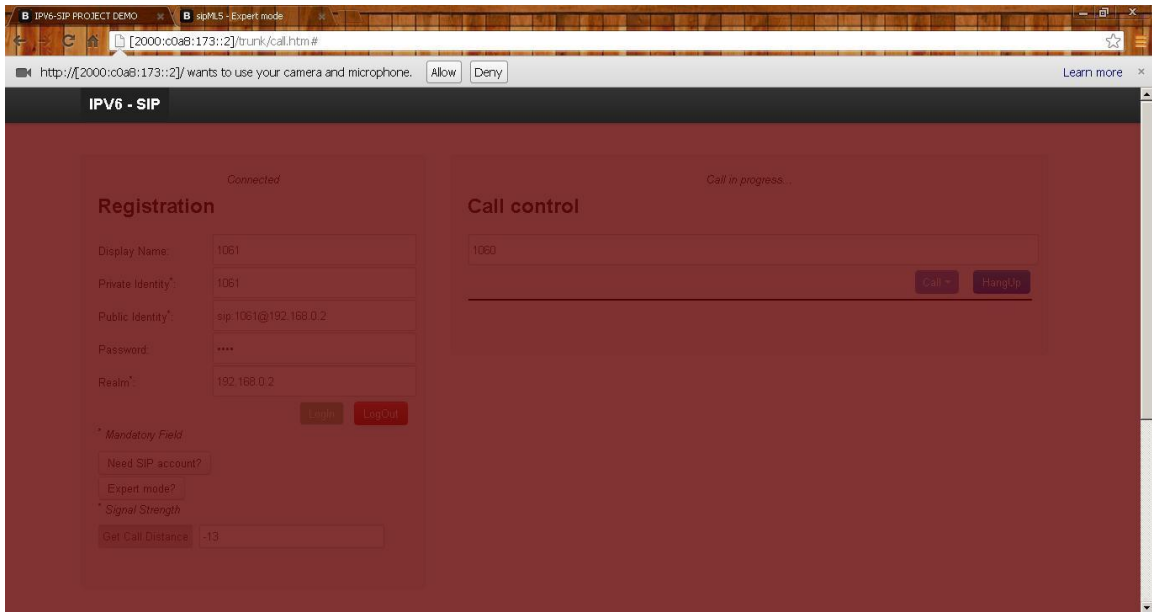 IPV6-SIP PROJECT DEMO
sipML5 - Expert mode
[2000:c0a8:173::2]/trunk/call.htm#
http://[2000:c0a8:173::2]/ wants to use your camera and microphone. Allow Deny Learn more
IPV6 - SIP
Connected
Registration
Display Name: 1061
Private Identity*: 1061
Public Identity*: sip:1061@192.168.0.2
Password: ••••
Realm*: 192.168.0.2
LogIn LogOut
* Mandatory Field
Need SIP account?
Expert mode?
* Signal Strength
Get Call Distance -13
Call in progress...
Call control
1060
Call HangUp